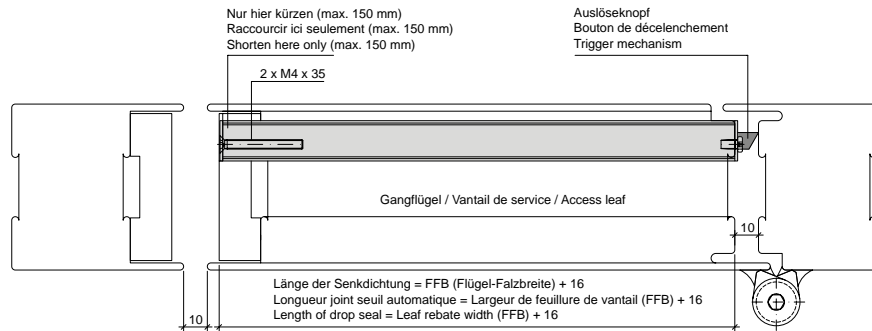 Nur hier kürzen (max. 150 mm)
Raccourcir ici seulement (max. 150 mm)
Shorten here only (max. 150 mm)
2 x M4 x 35
Auslöseknopf
Bouton de décelenchement
Trigger mechanism
Gangflügel / Vantail de service / Access leaf
10
Länge der Senkdichtung = FFB (Flügel-Falzbreite) + 16
Longueur joint seuil automatique = Largeur de feuillure de vantail (FFB) + 16
Length of drop seal = Leaf rebate width (FFB) + 16
10